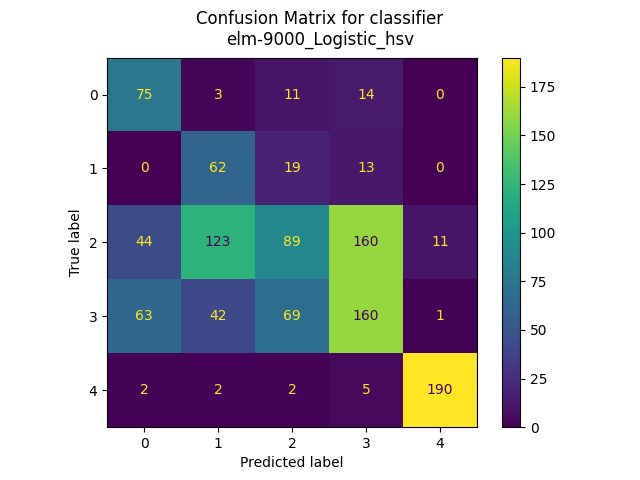 Confusion Matrix for classifier
elm-9000_Logistic_hsv
True label
0 75 3 11 14 0
1 0 62 19 13 0
2 44 123 89 160 11
3 63 42 69 160 1
4 2 2 2 5 190
0 1 2 3 4
Predicted label
175
150
125
100
75
50
25
0